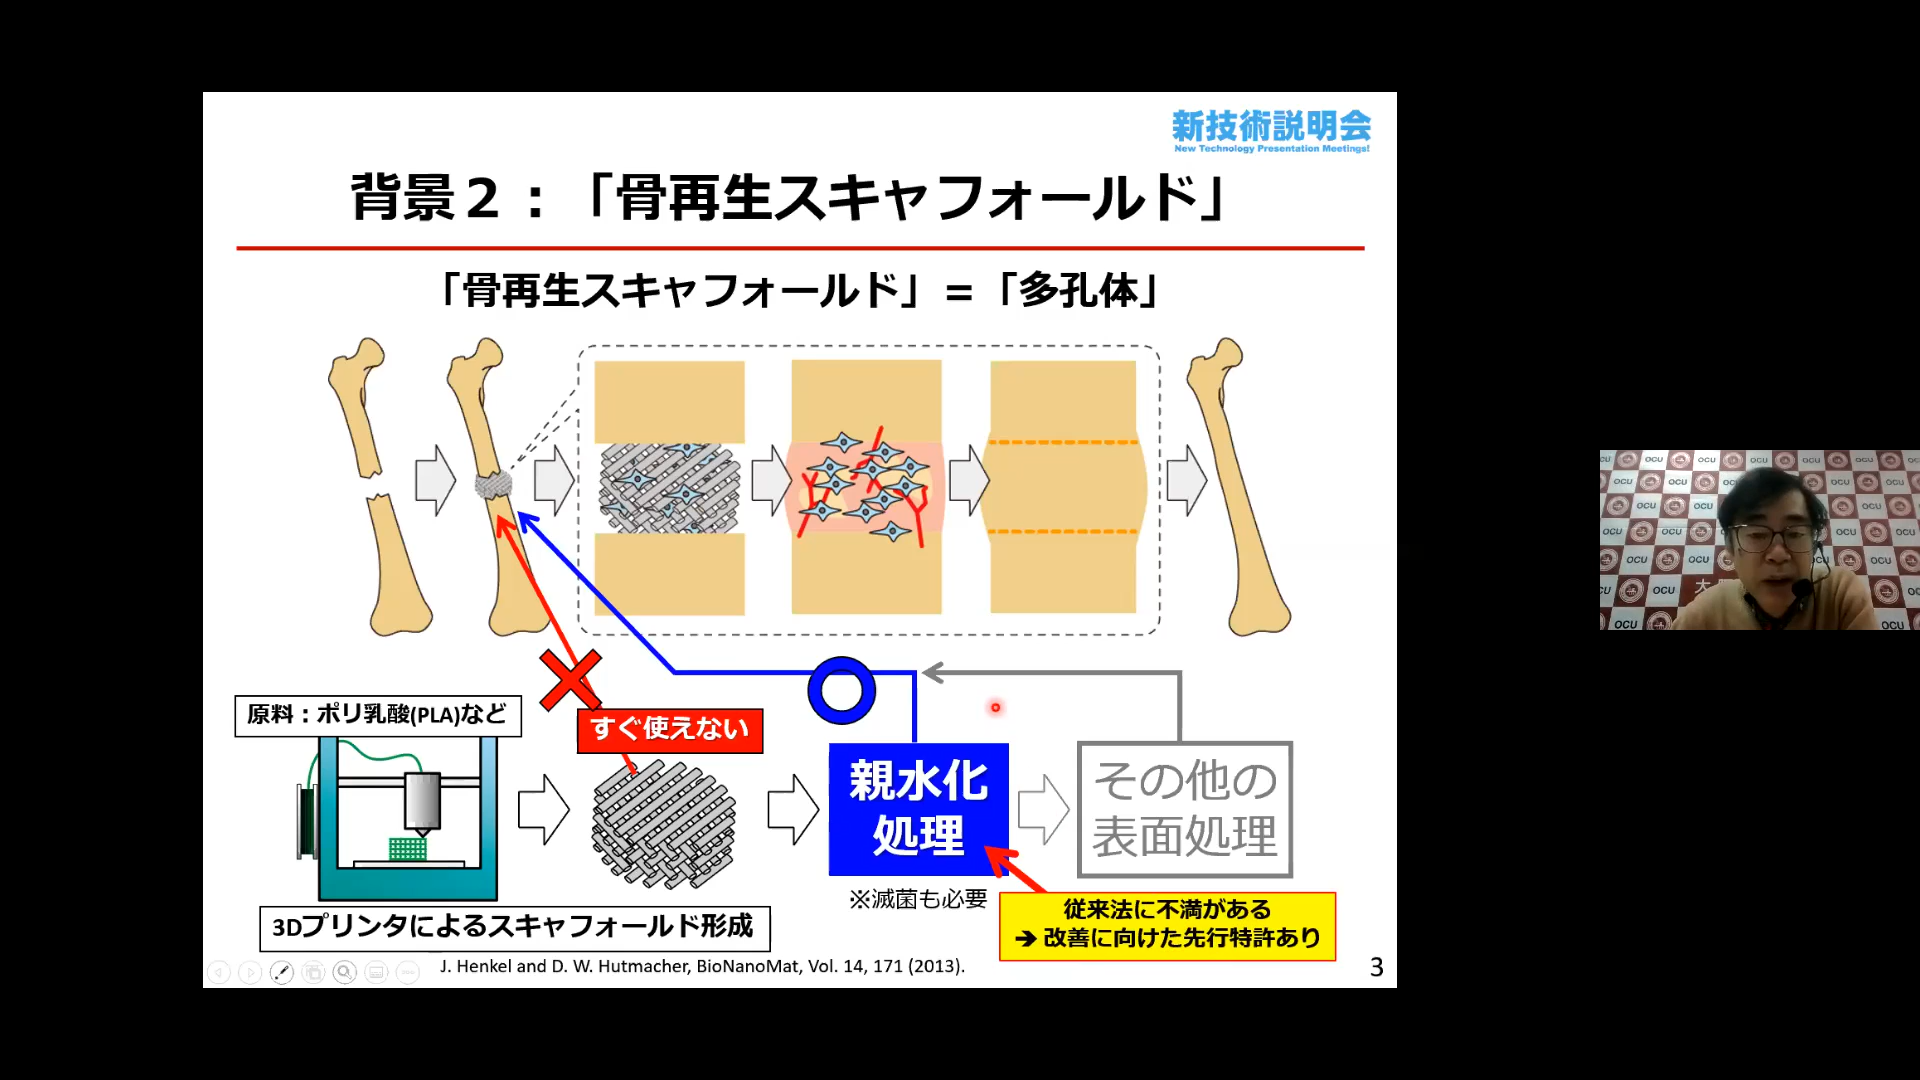 新技術説明会
New Technology Presentation Meetings!
背景２：「骨再生スキャフォールド」
「骨再生スキャフォールド」＝「多孔体」
原料：ポリ乳酸(PLA)など
すぐ使えない
親水化
処理
その他の
表面処理
※滅菌も必要
従来法に不満がある
➔ 改善に向けた先行特許あり
3Dプリンタによるスキャフォールド形成
J. Henkel and D. W. Hutmacher, BioNanoMat, Vol. 14, 171 (2013).
3
OCU